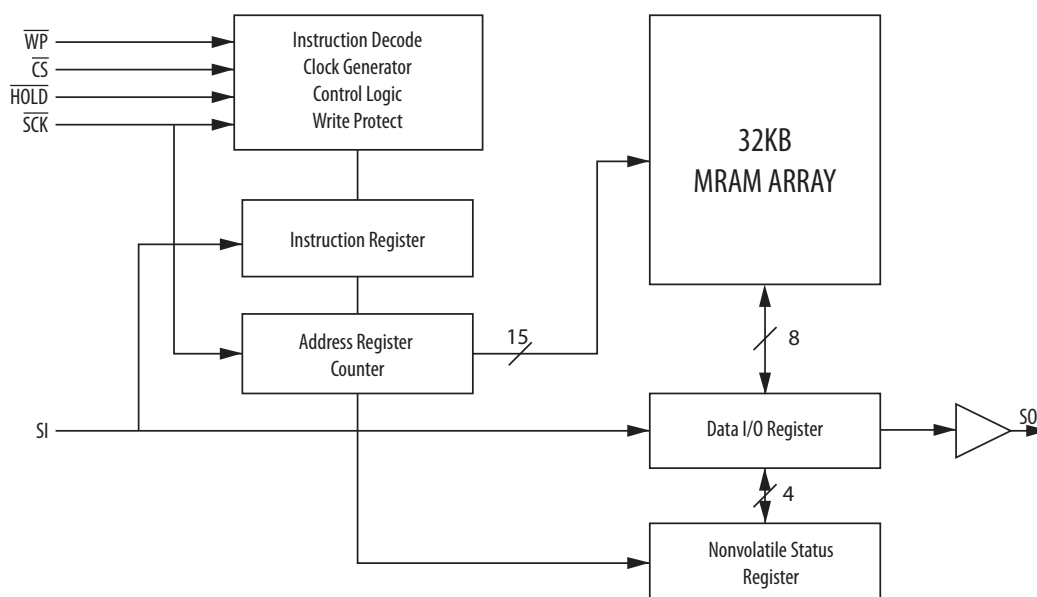 WP
CS
HOLD
SCK
Instruction Decode
Clock Generator
Control Logic
Write Protect
32KB
MRAM ARRAY
Instruction Register
Address Register
Counter
15
8
SI
Data I/O Register
SO
4
Nonvolatile Status
Register